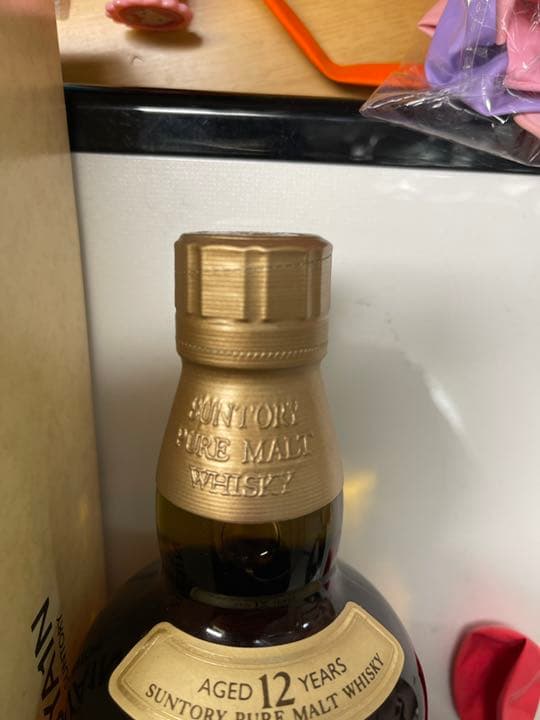 SUNTORY
PURE MALT
WHISKY
AGED 12 YEARS
SUNTORY PURE MALT WHISKY